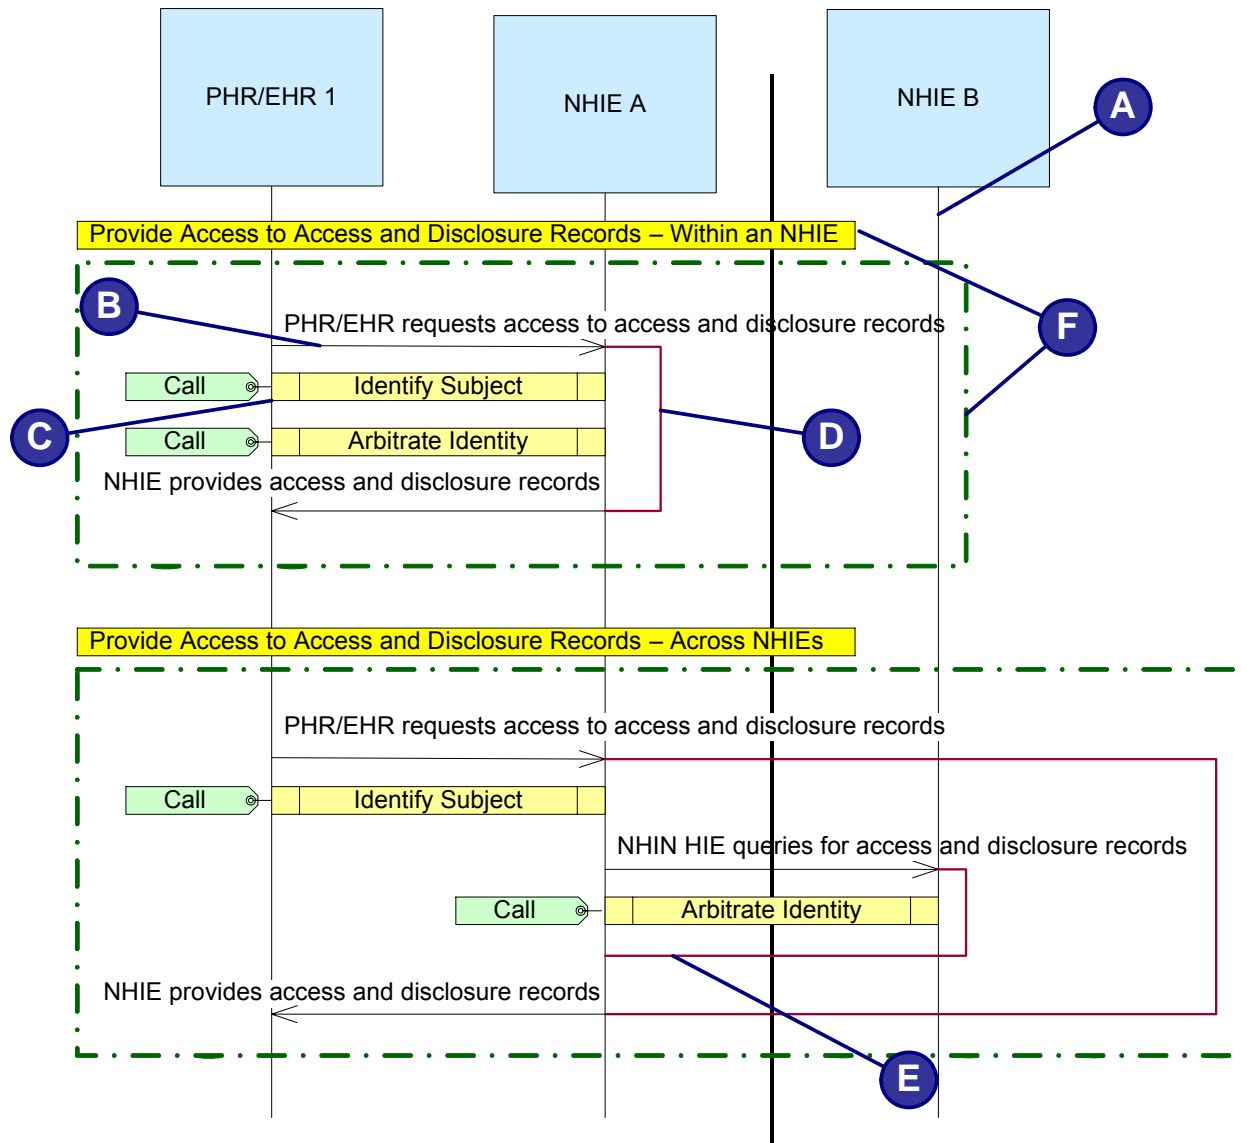 PHR/EHR 1
NHIE A
NHIE B
A
Provide Access to Access and Disclosure Records – Within an NHIE
B
PHR/EHR requests access to access and disclosure records
F
Call
Identify Subject
C
Call
Arbitrate Identity
D
NHIE provides access and disclosure records
Provide Access to Access and Disclosure Records – Across NHIEs
PHR/EHR requests access to access and disclosure records
Call
Identify Subject
NHIN HIE queries for access and disclosure records
Call
Arbitrate Identity
NHIE provides access and disclosure records
E